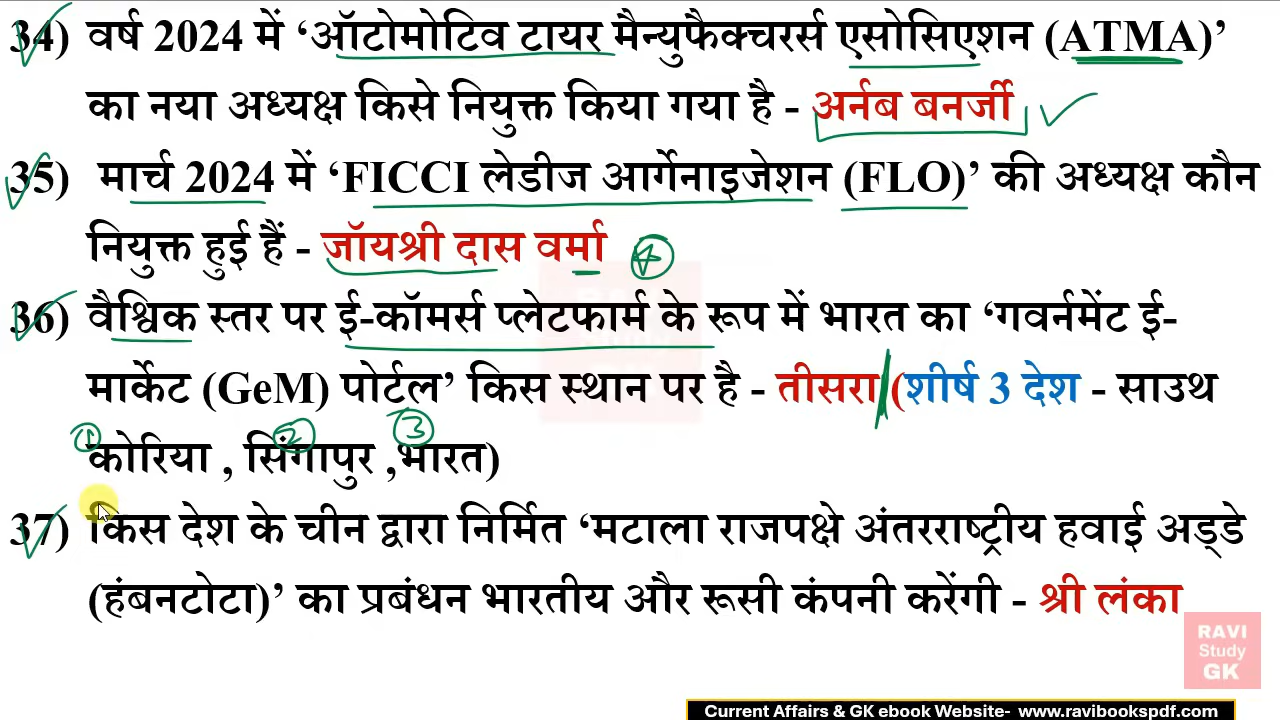 34) वर्ष 2024 में ‘ऑटोमोटिव टायर मैन्युफैक्चरर्स एसोसिएशन (ATMA)’
का नया अध्यक्ष किसे नियुक्त किया गया है - अर्नब बनर्जी
35) मार्च 2024 में ‘FICCI लेडीज आर्गेनाइजेशन (FLO)’ की अध्यक्ष कौन
नियुक्त हुई हैं - जॉयश्री दास वर्मा
36) वैश्विक स्तर पर ई-कॉमर्स प्लेटफार्म के रूप में भारत का ‘गवर्नमेंट ई-
मार्केट (GeM) पोर्टल’ किस स्थान पर है - तीसरा (शीर्ष 3 देश - साउथ
① ② ③
कोरिया , सिंगापुर ,भारत)
37) किस देश के चीन द्वारा निर्मित ‘मटाला राजपक्षे अंतरराष्ट्रीय हवाई अड्डे
(हंबनटोटा)’ का प्रबंधन भारतीय और रूसी कंपनी करेंगी - श्री लंका
RAVI
Study
GK
Current Affairs & GK ebook Website- www.ravibookspdf.com